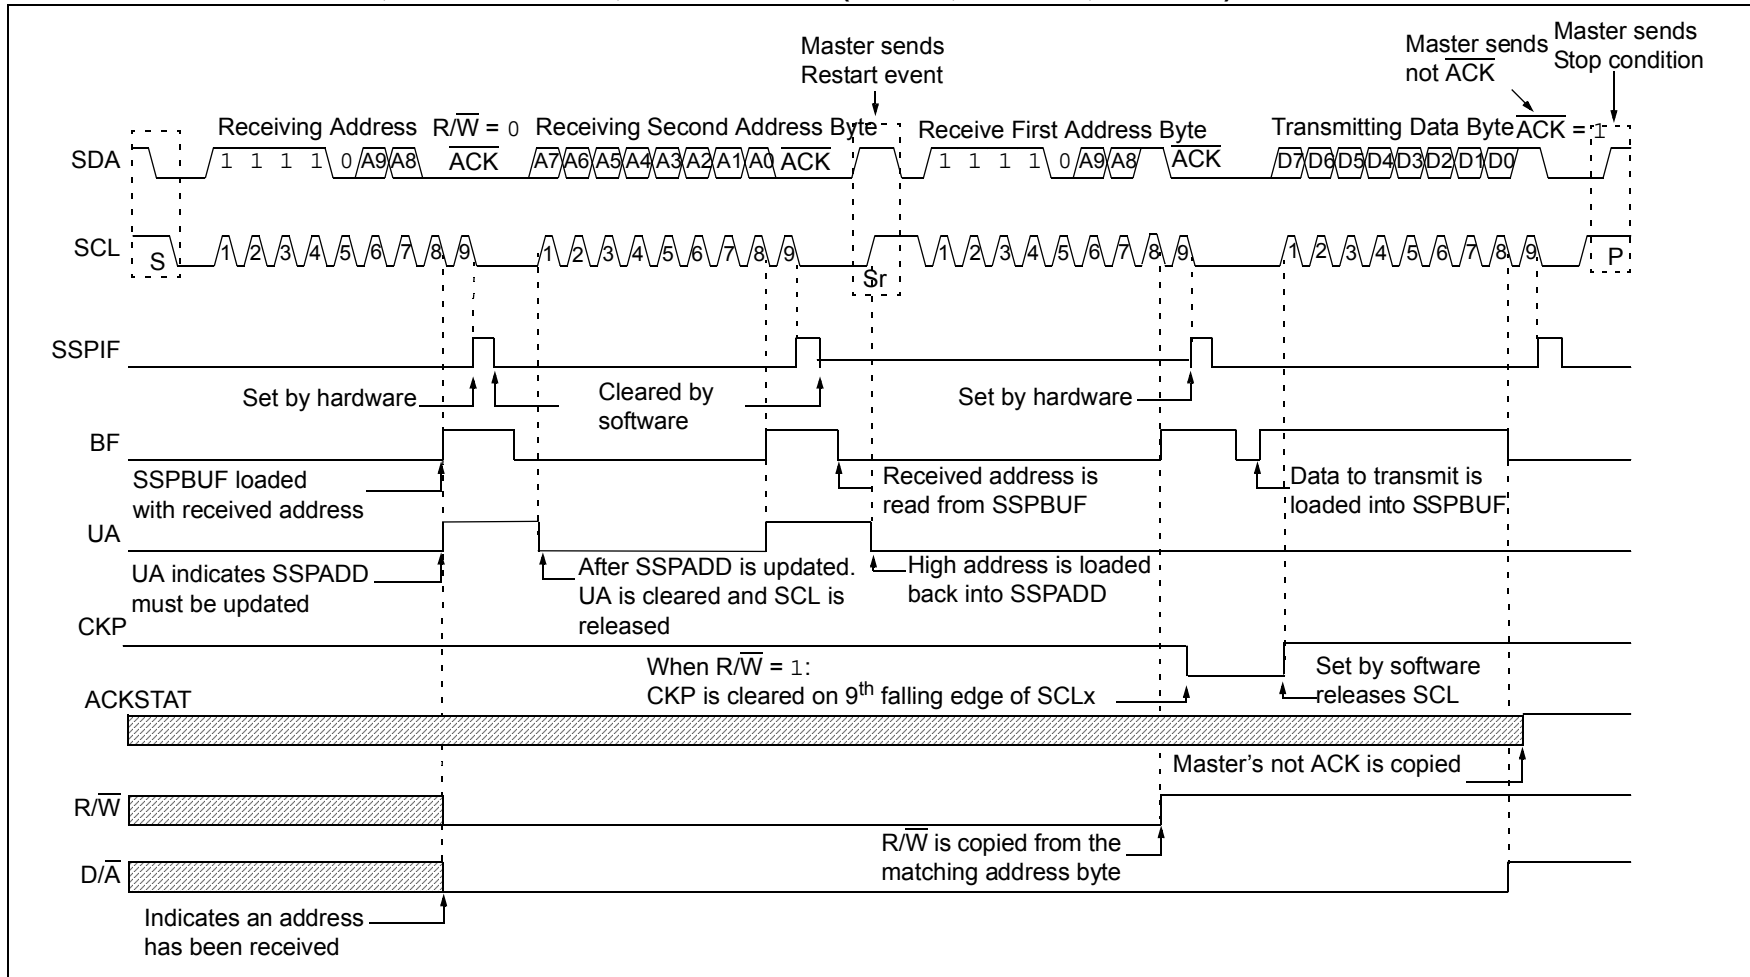 Master sends
Restart event
Master sends
not ACK
Master sends
Stop condition
Receiving Address R/W = 0 Receiving Second Address Byte Receive First Address Byte Transmitting Data Byte ACK = 1
SDA 1 1 1 1 0 A9 A8 ACK A7 A6 A5 A4 A3 A2 A1 A0 ACK 1 1 1 1 0 A9 A8 ACK D7 D6 D5 D4 D3 D2 D1 D0
SCL S 1 2 3 4 5 6 7 8 9 1 2 3 4 5 6 7 8 9 Sr 1 2 3 4 5 6 7 8 9 1 2 3 4 5 6 7 8 9 P
SSPIF
Set by hardware
Cleared by
software
Set by hardware
BF
SSPBUF loaded
with received address
Received address is
read from SSPBUF
Data to transmit is
loaded into SSPBUF
UA
UA indicates SSPADD
must be updated
After SSPADD is updated.
UA is cleared and SCL is
released
High address is loaded
back into SSPADD
CKP
When R/W = 1:
CKP is cleared on 9th falling edge of SCLx
Set by software
releases SCL
ACKSTAT
Master's not ACK is copied
R/W
R/W is copied from the
matching address byte
D/A
Indicates an address
has been received